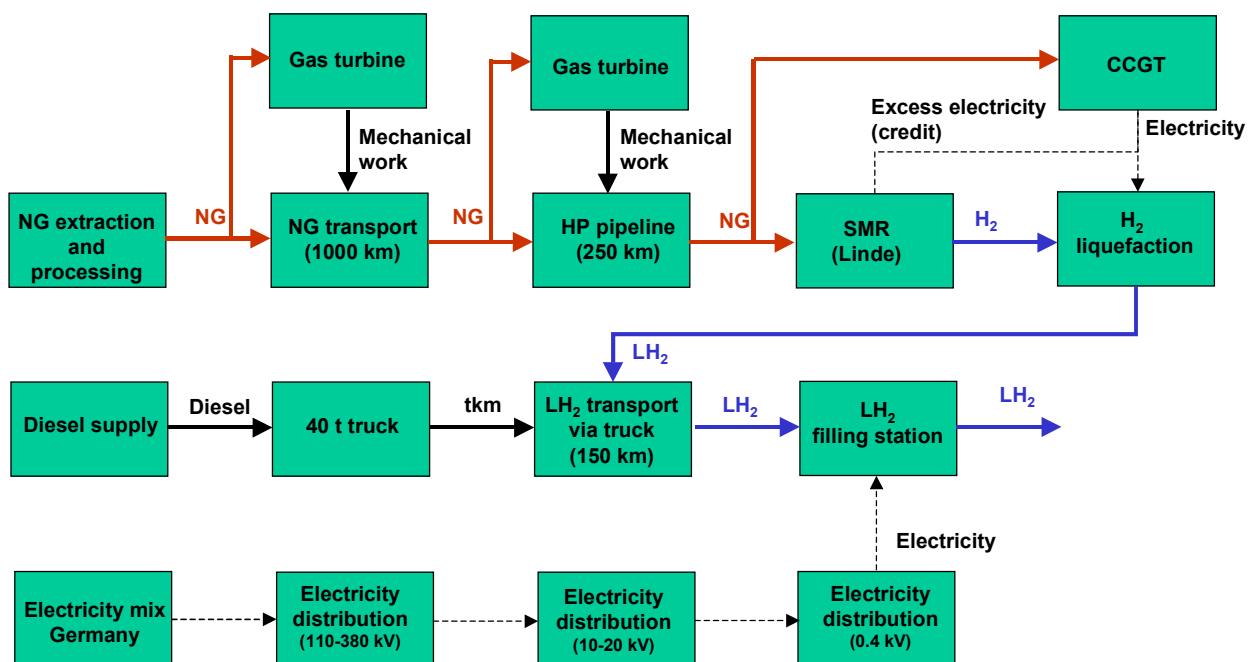 Gas turbine
Gas turbine
CCGT
Mechanical
work
Mechanical
work
Excess electricity
(credit)
Electricity
NG extraction
and
processing
NG
NG transport
(1000 km)
NG
HP pipeline
(250 km)
NG
SMR
(Linde)
H₂
H₂
liquefaction
LH₂
Diesel supply
Diesel
40 t truck
tkm
LH₂ transport
via truck
(150 km)
LH₂
LH₂
filling station
LH₂
Electricity
Electricity mix
Germany
Electricity
distribution
(110-380 kV)
Electricity
distribution
(10-20 kV)
Electricity
distribution
(0.4 kV)